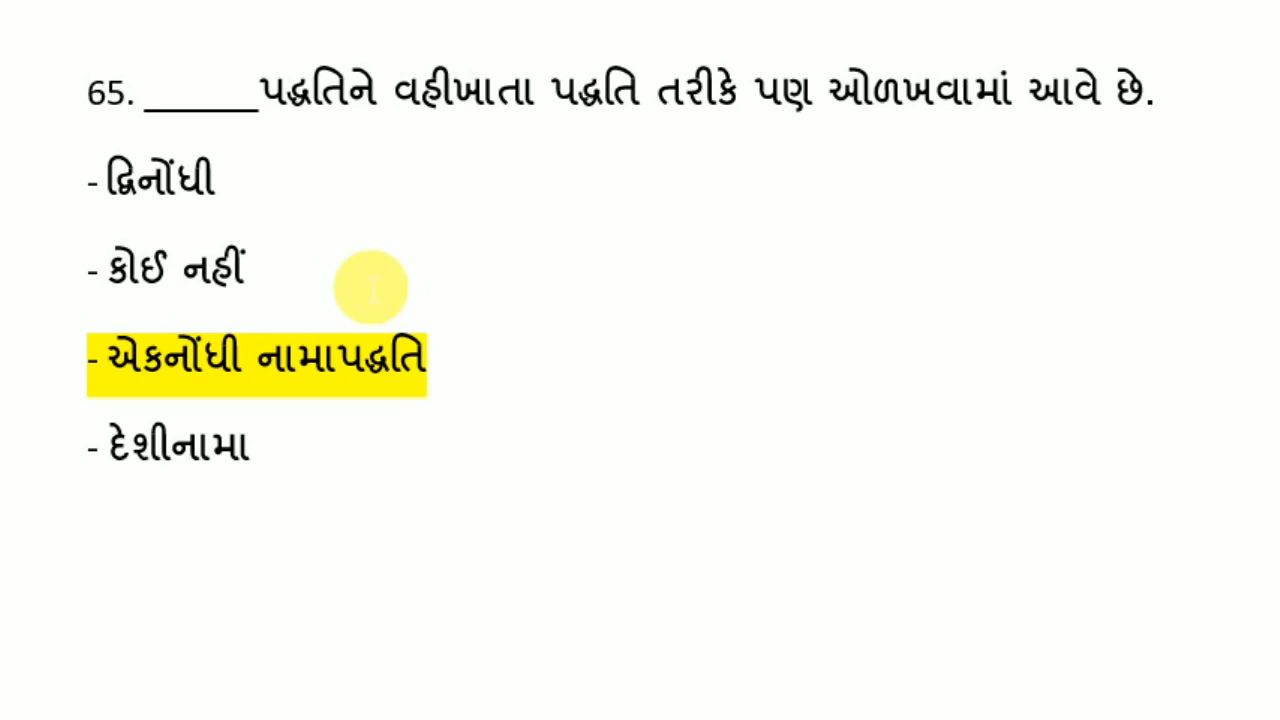 65. ______પદ્ધતિને વહીખાતા પદ્ધતિ તરીકે પણ ઓળખવામાં આવે છે.
- દ્વિનોંધી
- કોઈ નહીં
- એકનોંધી નામાપદ્ધતિ
- દેશીનામા